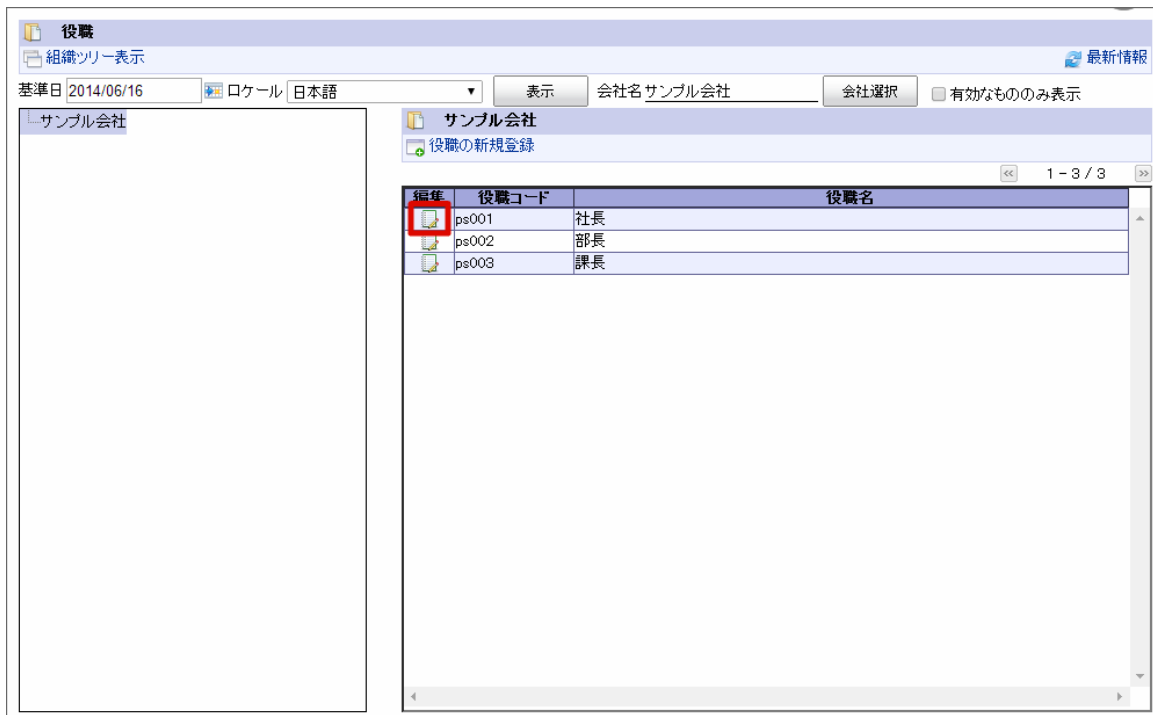 役職
組織ツリー表示 最新情報
基準日 2014/06/16 ロケール 日本語 表示 会社名 サンプル会社 会社選択 有効なもののみ表示
サンプル会社
サンプル会社
役職の新規登録
1 - 3 / 3
編集 役職コード 役職名
ps001 社長
ps002 部長
ps003 課長